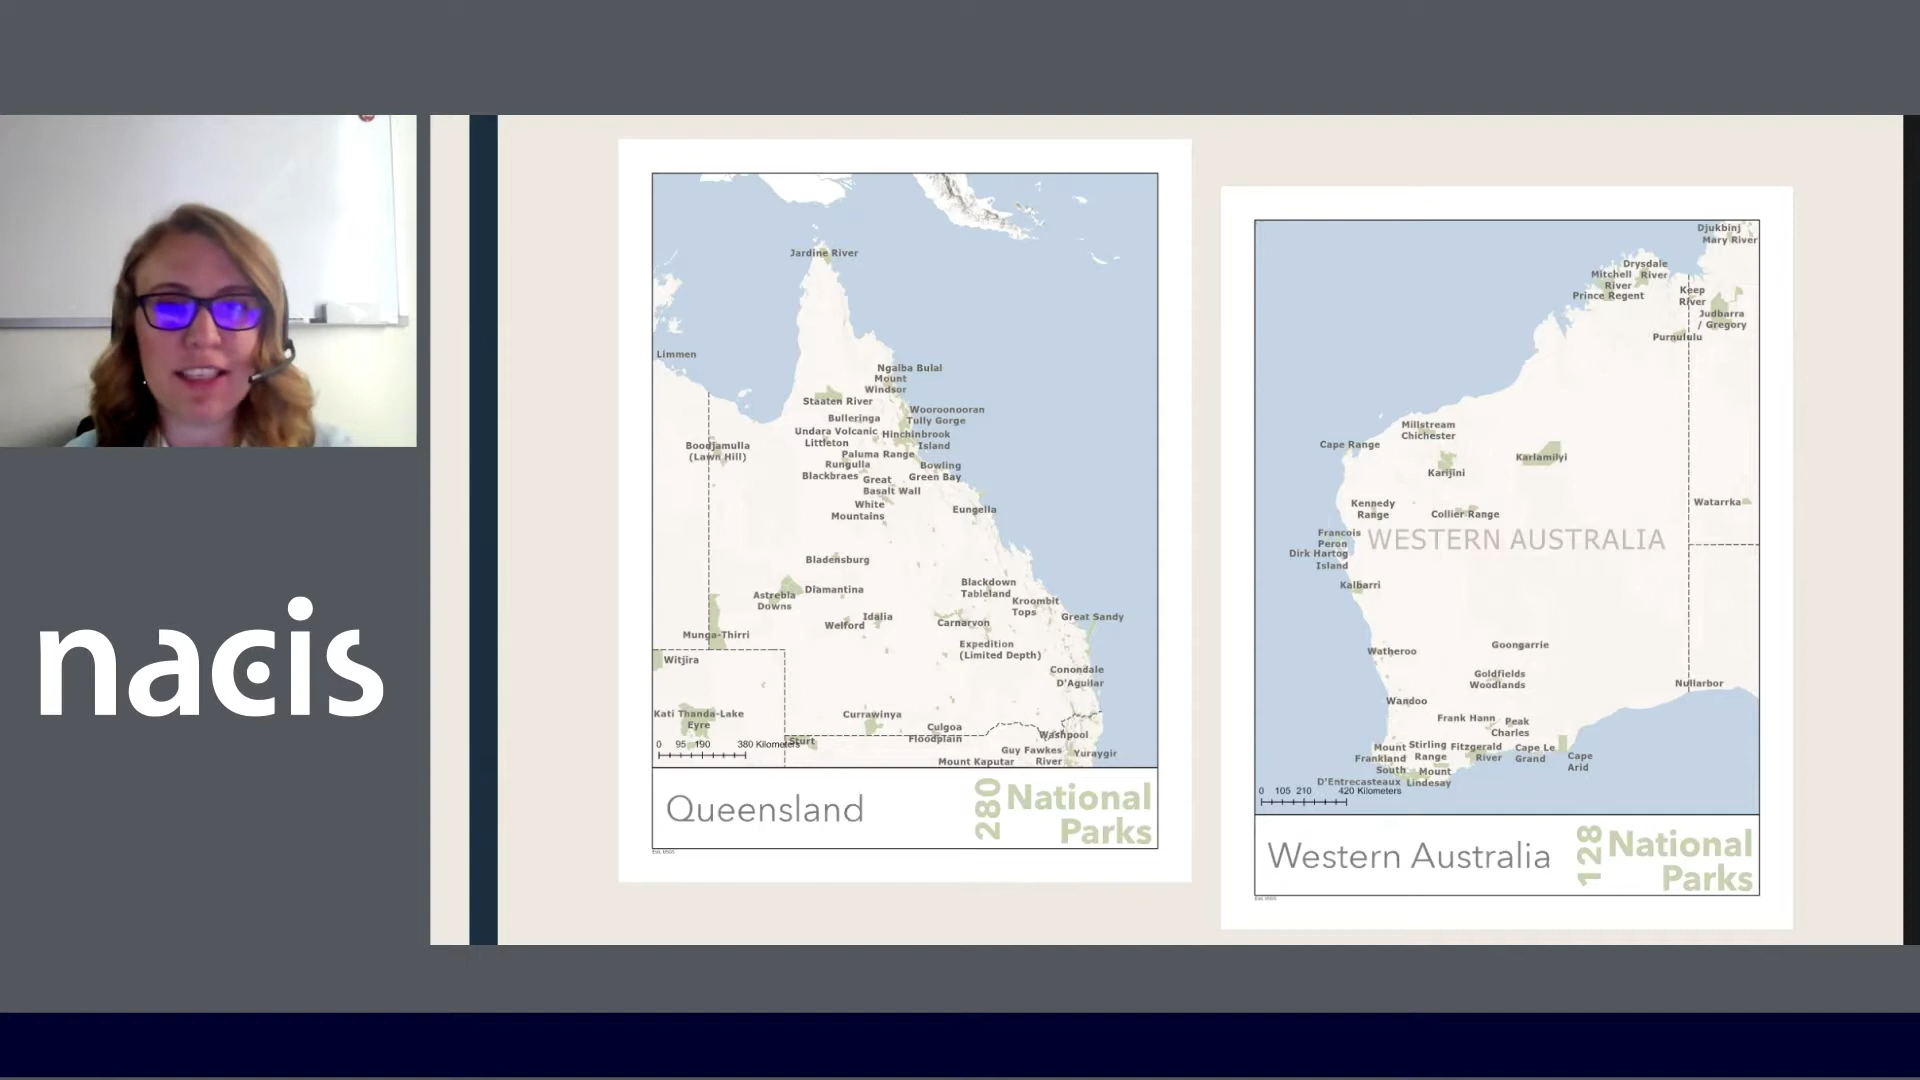 nacis
Jardine River
Limmen
Ngalba Bulal
Mount
Windsor
Staaten River
Wooroonooran
Bulleringa
Tully Gorge
Undara Volcanic
Hinchinbrook
Island
Littleton
Boodjamulla
(Lawn Hill)
Paluma Range
Rungulla
Bowling
Green Bay
Blackbraes
Great
Basalt Wall
White
Mountains
Eungella
Bladensburg
Astrebla
Downs
Diamantina
Blackdown
Tableland
Kroombit
Tops
Idalia
Welford
Carnarvon
Great Sandy
Munga-Thirri
Expedition
(Limited Depth)
Witjira
Conondale
D'Aguilar
Kati Thanda-Lake
Eyre
Currawinya
Culgoa
Floodplain
Washpool
Sturt
Guy Fawkes
River
Yuraygir
Mount Kaputar
0 95 190 380 Kilometers
Queensland
280
National
Parks
Esri, USGS
Djukbinj
Mary River
Drysdale
River
Mitchell
River
Prince Regent
Keep
River
Judbarra
/ Gregory
Purnululu
Millstream
Chichester
Cape Range
Karijini
Karlamilyi
Kennedy
Range
Collier Range
Watarrka
Francois
Peron
WESTERN AUSTRALIA
Dirk Hartog
Island
Kalbarri
Watheroo
Goongarrie
Goldfields
Woodlands
Nullarbor
Wandoo
Frank Hann
Peak
Charles
Mount
Frankland
South
Stirling
Range
Fitzgerald
River
Cape Le
Grand
Cape
Arid
Mount
Lindesay
D'Entrecasteaux
0 105 210 420 Kilometers
Western Australia
128
National
Parks
Esri, USGS